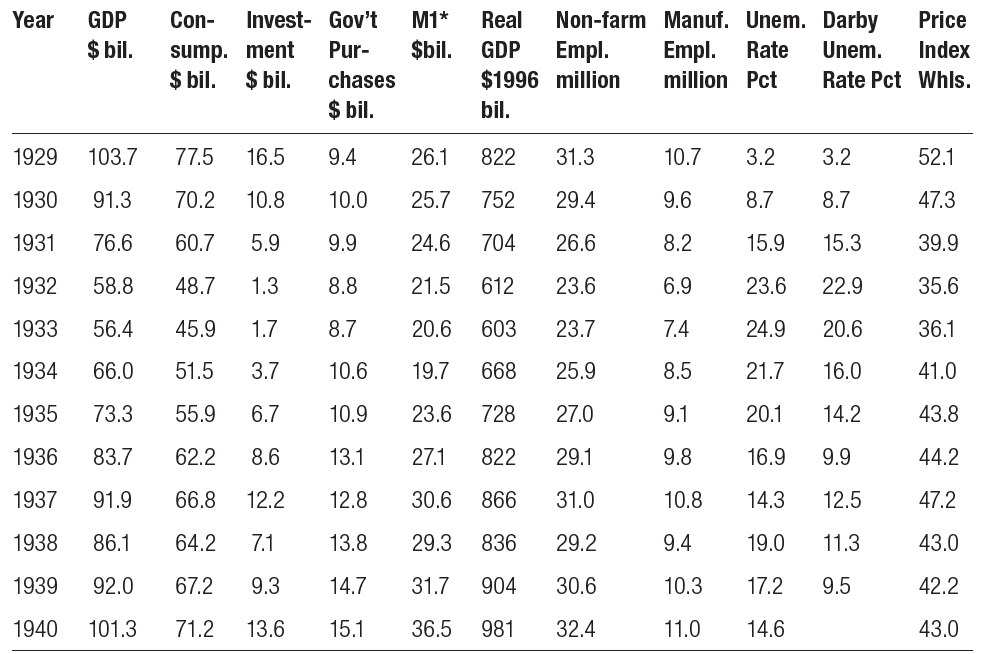 Year GDP Con- Invest- Gov't M1* Real Non-farm Manuf. Unem. Darby Price
$ bil. sump. ment Pur- $bil. GDP Empl. Empl. Rate Unem. Index
$ bil. $ bil. chases $1996 million million Pct Rate Pct Whls.
$ bil. bil.
1929 103.7 77.5 16.5 9.4 26.1 822 31.3 10.7 3.2 3.2 52.1
1930 91.3 70.2 10.8 10.0 25.7 752 29.4 9.6 8.7 8.7 47.3
1931 76.6 60.7 5.9 9.9 24.6 704 26.6 8.2 15.9 15.3 39.9
1932 58.8 48.7 1.3 8.8 21.5 612 23.6 6.9 23.6 22.9 35.6
1933 56.4 45.9 1.7 8.7 20.6 603 23.7 7.4 24.9 20.6 36.1
1934 66.0 51.5 3.7 10.6 19.7 668 25.9 8.5 21.7 16.0 41.0
1935 73.3 55.9 6.7 10.9 23.6 728 27.0 9.1 20.1 14.2 43.8
1936 83.7 62.2 8.6 13.1 27.1 822 29.1 9.8 16.9 9.9 44.2
1937 91.9 66.8 12.2 12.8 30.6 866 31.0 10.8 14.3 12.5 47.2
1938 86.1 64.2 7.1 13.8 29.3 836 29.2 9.4 19.0 11.3 43.0
1939 92.0 67.2 9.3 14.7 31.7 904 30.6 10.3 17.2 9.5 42.2
1940 101.3 71.2 13.6 15.1 36.5 981 32.4 11.0 14.6 43.0